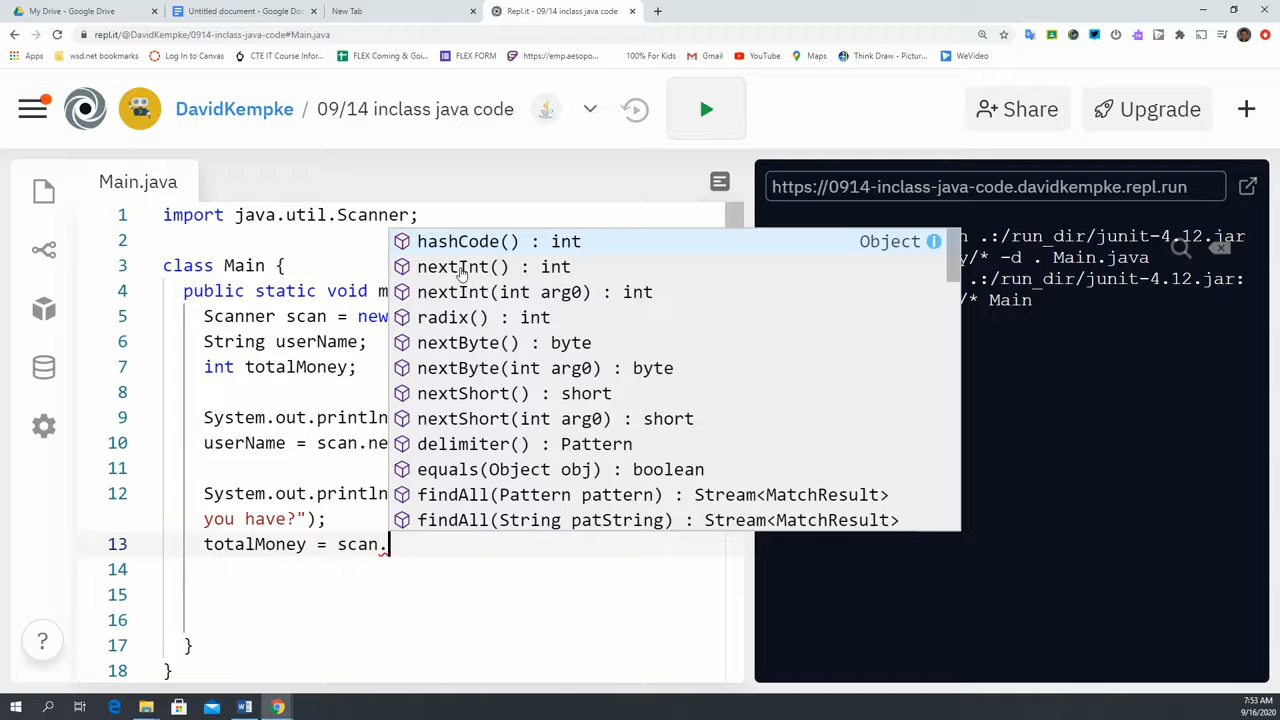 My Drive - Google Drive
Untitled document - Google Doc
New Tab
Repl.it - 09/14 inclass java code
repl.it/@DavidKempke/0914-inclass-java-code#Main.java
Apps
wsd.net bookmarks
Log In to Canvas
CTE IT Course Infor...
FLEX Coming & Goi...
FLEX FORM
https://emp.aesopo...
100% For Kids
Gmail
YouTube
Maps
Think Draw - Pictur...
WeVideo
DavidKempke / 09/14 inclass java code
Share
Upgrade
Main.java
https://0914-inclass-java-code.davidkempke.repl.run
1 import java.util.Scanner;
2
3 class Main {
4 public static void m
5 Scanner scan = new
6 String userName;
7 int totalMoney;
8
9 System.out.println
10 userName = scan.ne
11
12 System.out.println
you have?");
13 totalMoney = scan.
14
15
16
17 }
18 }
hashCode() : int Object
nextInt() : int
nextInt(int arg0) : int
radix() : int
nextByte() : byte
nextByte(int arg0) : byte
nextShort() : short
nextShort(int arg0) : short
delimiter() : Pattern
equals(Object obj) : boolean
findAll(Pattern pattern) : Stream<MatchResult>
findAll(String patString) : Stream<MatchResult>
.:/run_dir/junit-4.12.jar
/* -d . Main.java
.:/run_dir/junit-4.12.jar:
/* Main
?
7:53 AM
9/16/2020